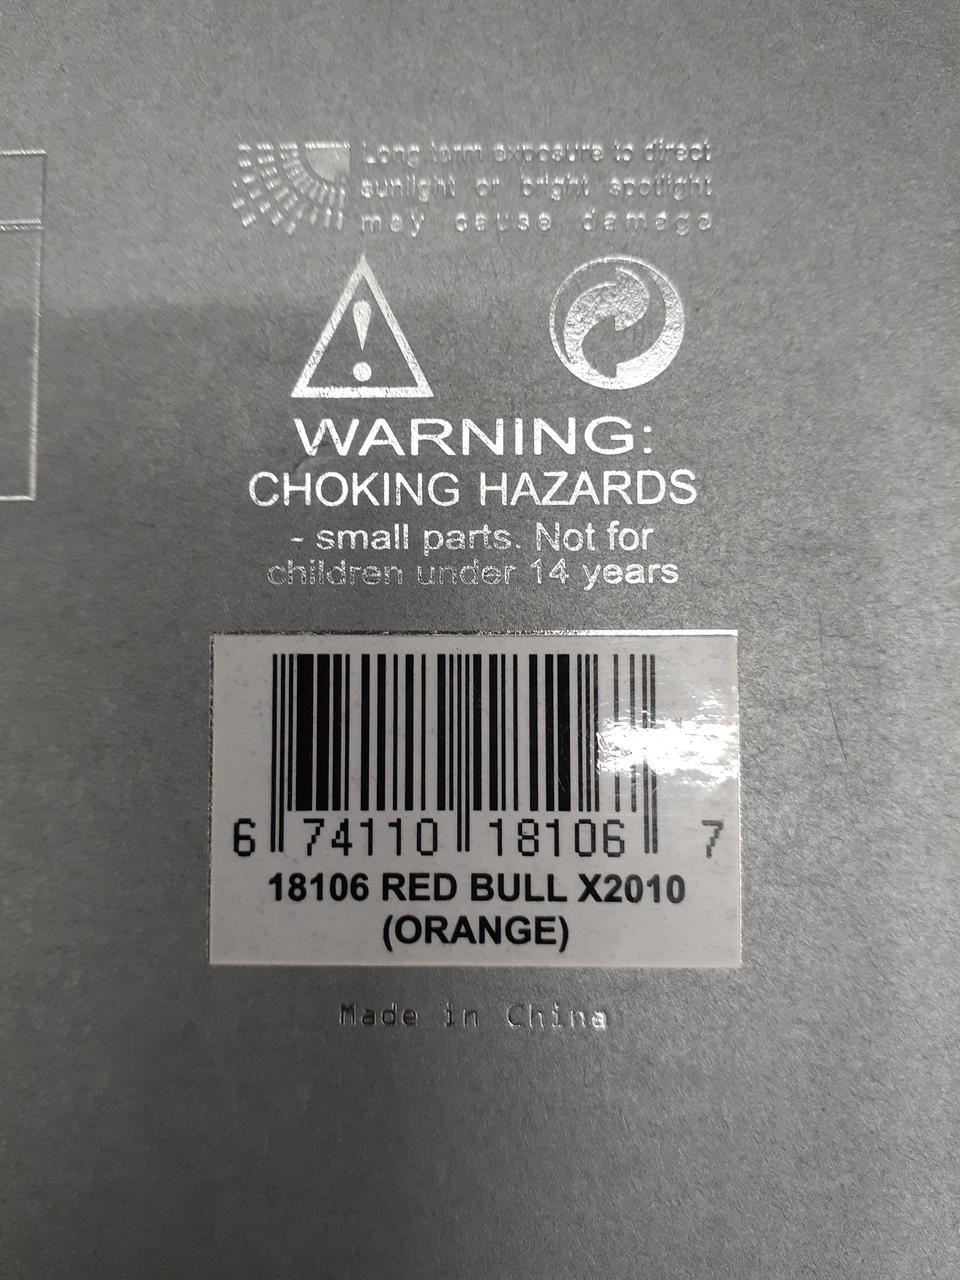 Long term exposure to direct
sunlight or bright spotlight
may cause damage
WARNING:
CHOKING HAZARDS
- small parts. Not for
children under 14 years
6 74110 18106 7
18106 RED BULL X2010
(ORANGE)
Made in China